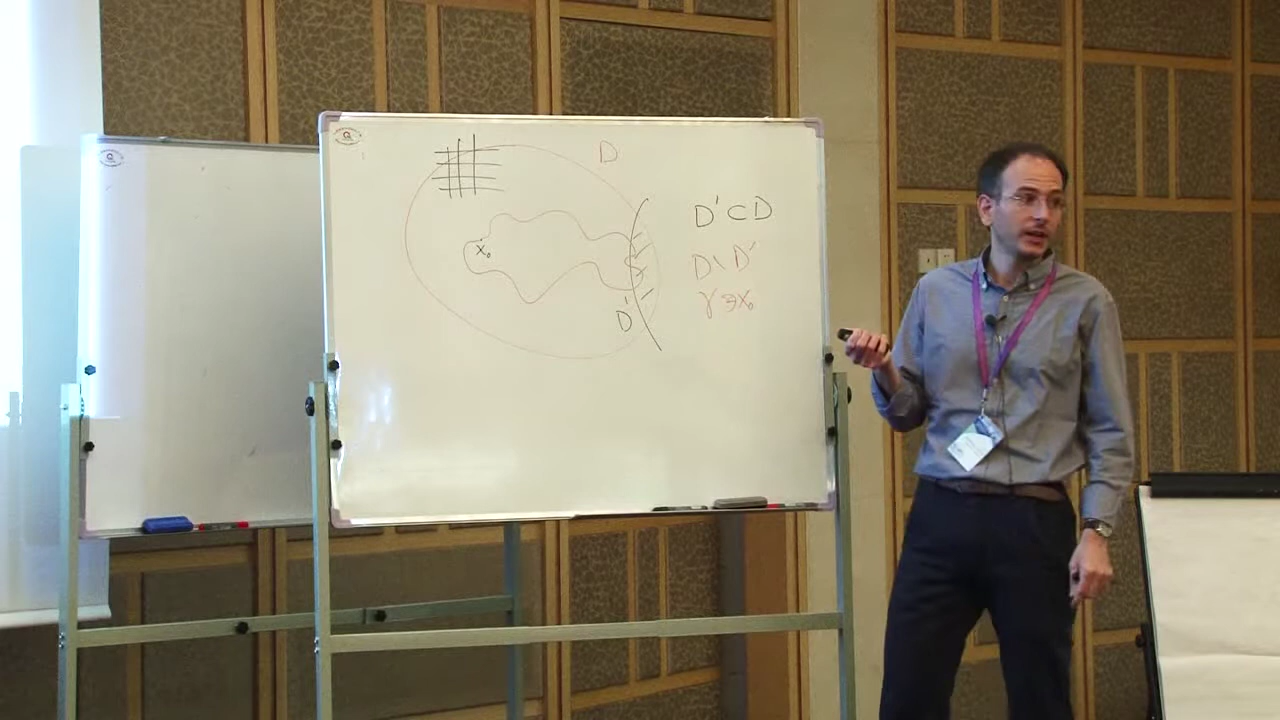 D
D' ⊂ D
D \ D'
γ ∋ x₀
x₀
D'